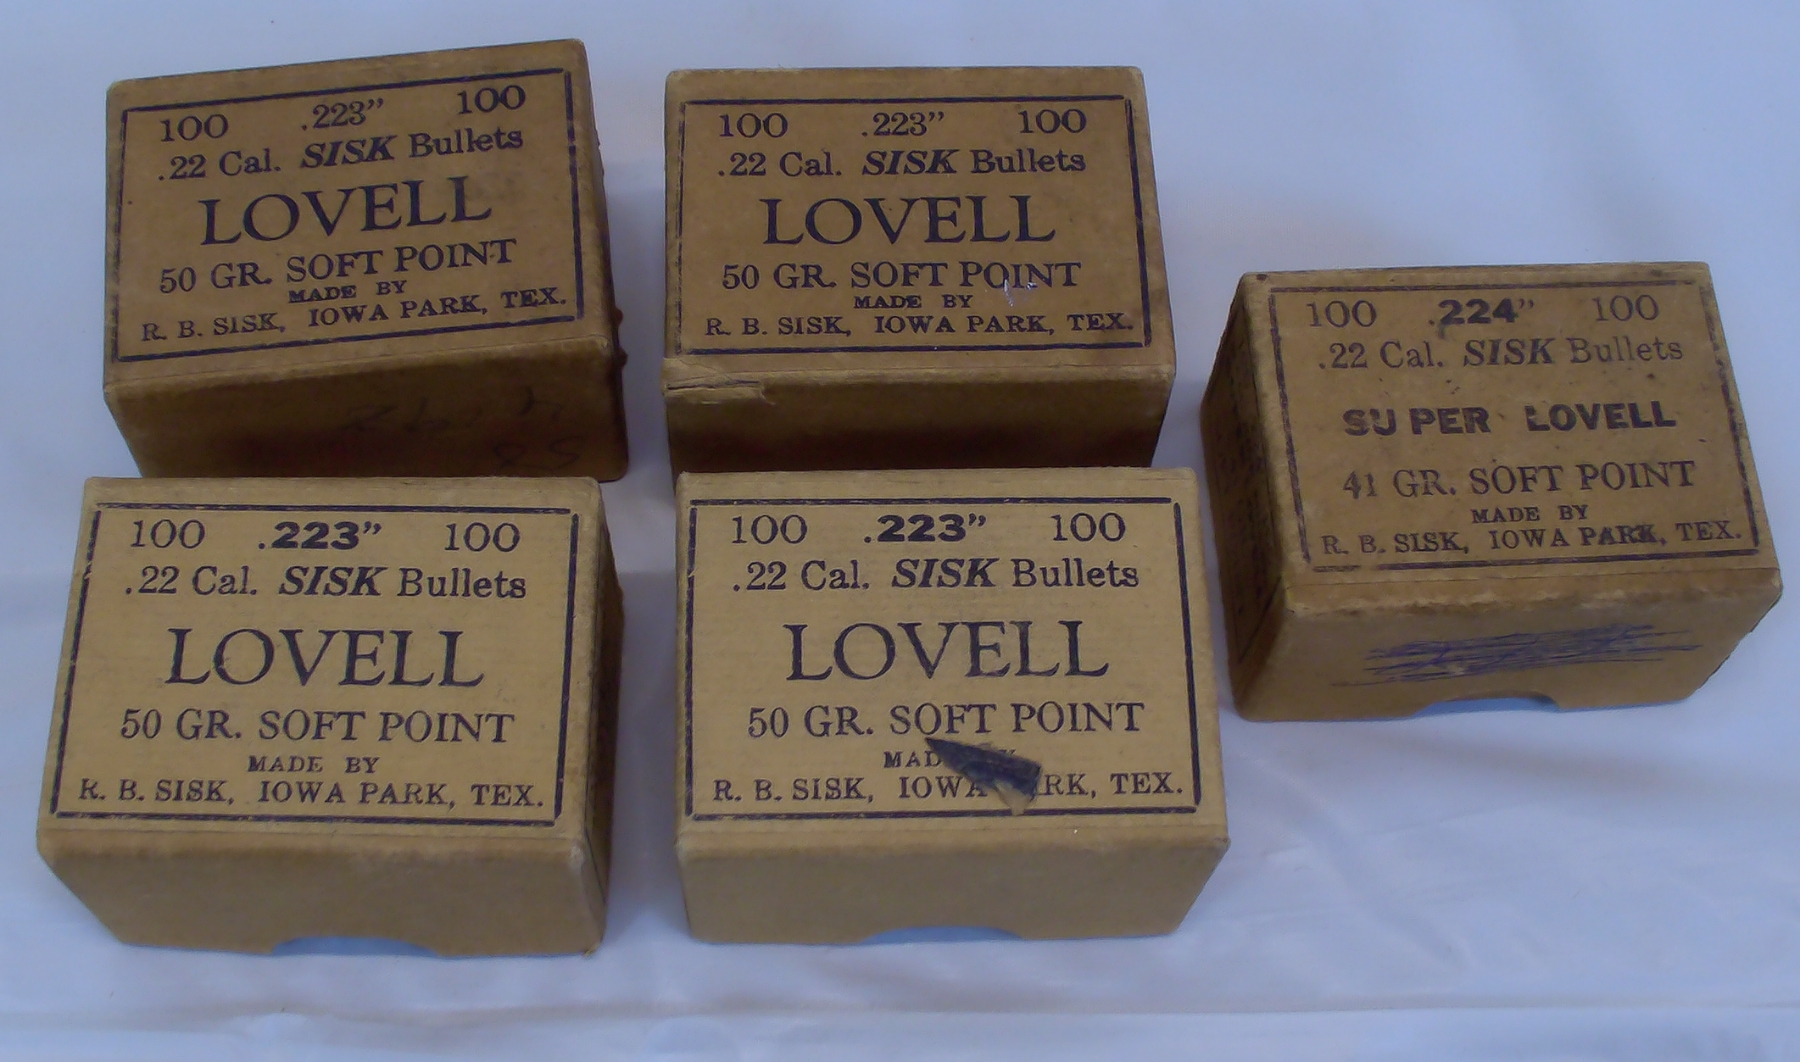 100 .223” 100
.22 Cal. SISK Bullets
LOVELL
50 GR. SOFT POINT
MADE BY
R. B. SISK, IOWA PARK, TEX.
100 .223” 100
.22 Cal. SISK Bullets
LOVELL
50 GR. SOFT POINT
MADE BY
R. B. SISK, IOWA PARK, TEX.
100 .224” 100
.22 Cal. SISK Bullets
SUPER LOVELL
41 GR. SOFT POINT
MADE BY
R. B. SISK, IOWA PARK, TEX.
100 .223” 100
.22 Cal. SISK Bullets
LOVELL
50 GR. SOFT POINT
MADE BY
R. B. SISK, IOWA PARK, TEX.
100 .223” 100
.22 Cal. SISK Bullets
LOVELL
50 GR. SOFT POINT
R. B. SISK, TEX.